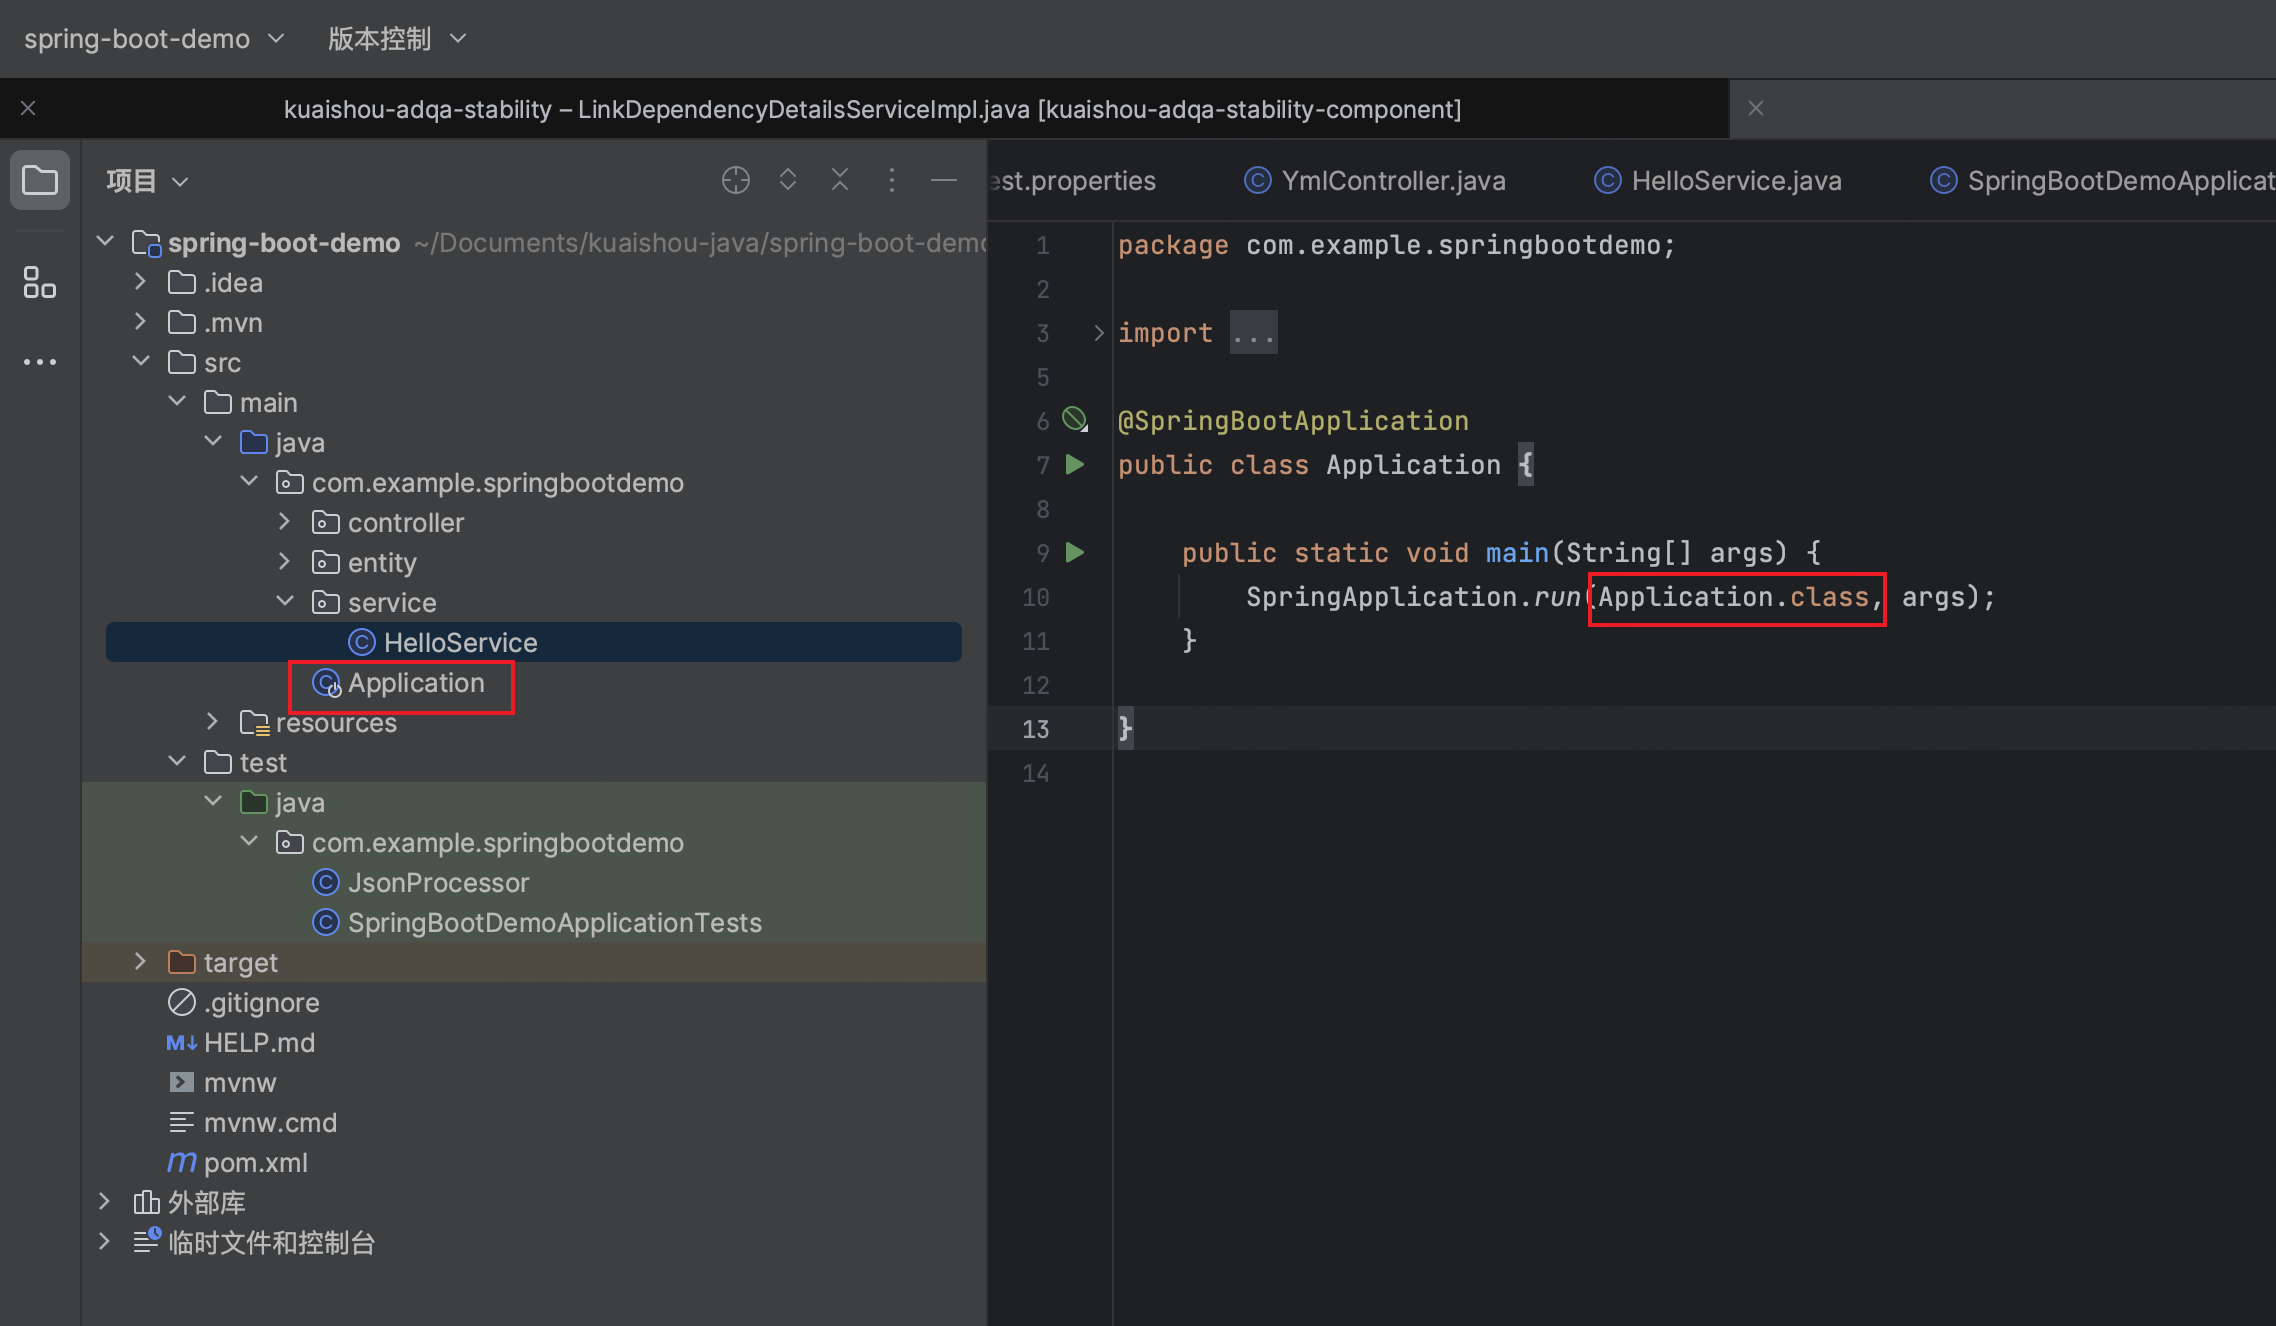 spring-boot-demo 版本控制
kuaishou-adqa-stability – LinkDependencyDetailsServiceImpl.java [kuaishou-adqa-stability-component]
项目
spring-boot-demo ~/Documents/kuaishou-java/spring-boot-demo
.idea
.mvn
src
main
java
com.example.springbootdemo
controller
entity
service
HelloService
Application
resources
test
java
com.example.springbootdemo
JsonProcessor
SpringBootDemoApplicationTests
target
.gitignore
M↓ HELP.md
mvnw
mvnw.cmd
m pom.xml
外部库
临时文件和控制台
est.properties YmlController.java HelloService.java SpringBootDemoApplicat
1 package com.example.springbootdemo;
2
3 import ...
5
6 @SpringBootApplication
7 public class Application {
8
9 public static void main(String[] args) {
10 SpringApplication.run(Application.class, args);
11 }
12
13 }
14